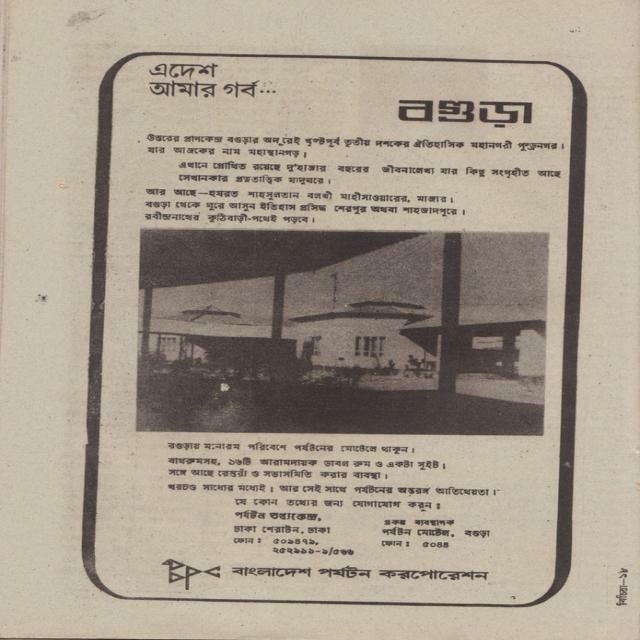 এদেশ
আমার গর্ব...
বগুড়া
উত্তরের প্রাণকেন্দ্র বগুড়ার অদূরেই খৃষ্টপূর্ব তৃতীয় দশকের ঐতিহাসিক মহানগরী পুন্ড্রনগর।
যার আজকের নাম মহাস্থানগড়।
এখানে প্রোথিত রয়েছে দু'হাজার বছরের জীবনালেখ্য যার কিছু সংগৃহীত আছে
সেখানকার প্রত্নতাত্ত্বিক যাদুঘরে।
আর আছে—হযরত শাহসুলতান বলখী মাহীসাওয়ারের, মাজার।
বগুড়া থেকে ঘুরে আসুন ইতিহাস প্রসিদ্ধ শেরপুর অথবা শাহজাদপুরে।
রবীন্দ্রনাথের কুঠিবাড়ী-পথেই পড়বে।
বগুড়ায় মনোরম পরিবেশে পর্যটনের মোটেলে থাকুন।
বাথরুমসহ, ১৬টি আরামদায়ক ডাবল রুম ও একটা সুইট।
সঙ্গে আছে রেস্তরাঁ ও সভাসমিতি করার ব্যবস্থা।
খরচও সাধ্যের মধ্যেই। আর সেই সাথে পর্যটনের অন্তরঙ্গ আতিথেয়তা।
যে কোন তথ্যের জন্য যোগাযোগ করুন:
পর্যটন তথ্যকেন্দ্র,
ঢাকা শেরাটন, ঢাকা
ফোন: ৫০৯৪৭৯,
২৫২৯১১-৯/৫৬৬
প্রকল্প ব্যবস্থাপক
পর্যটন মোটেল, বগুড়া
ফোন: ৫০৪৪
BPC বাংলাদেশ পর্যটন করপোরেশন
বিচিত্রা-১৮